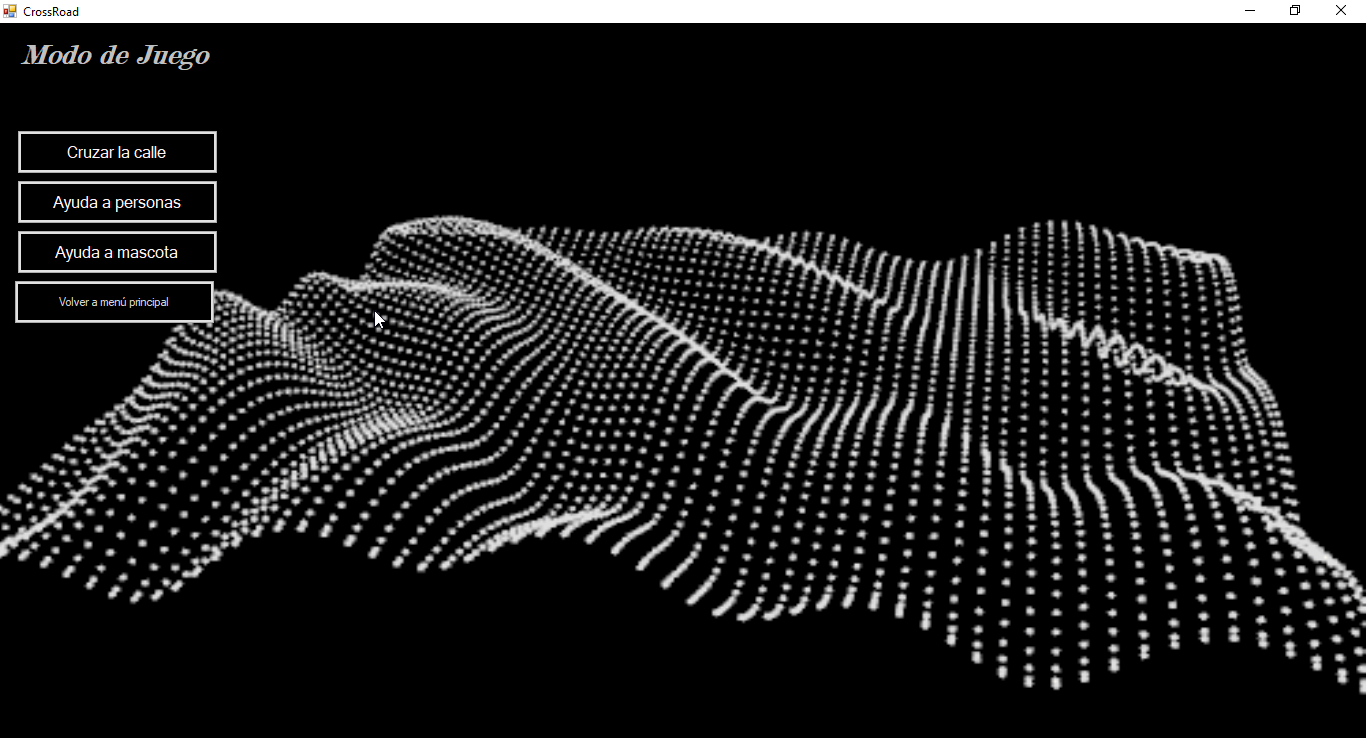 CrossRoad
Modo de Juego
Cruzar la calle
Ayuda a personas
Ayuda a mascota
Volver a menú principal